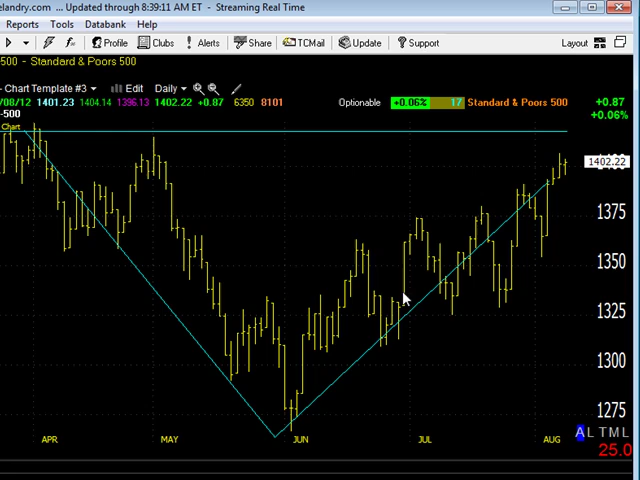 elandry.com ... Updated through 8:39:11 AM ET - Streaming Real Time
Reports Tools Databank Help
Profile Clubs Alerts Share TCMail Update Support Layout
500 - Standard & Poors 500
- Chart Template #3 Edit Daily
/08/12 1401.23 1404.14 1396.13 1402.22 +0.87 6350 8101 Optionable +0.06% 17 Standard & Poors 500 +0.87
-500 +0.06%
Chart
1402.22
1375
1350
1325
1300
1275
APR MAY JUN JUL AUG
A L T M L
25.0